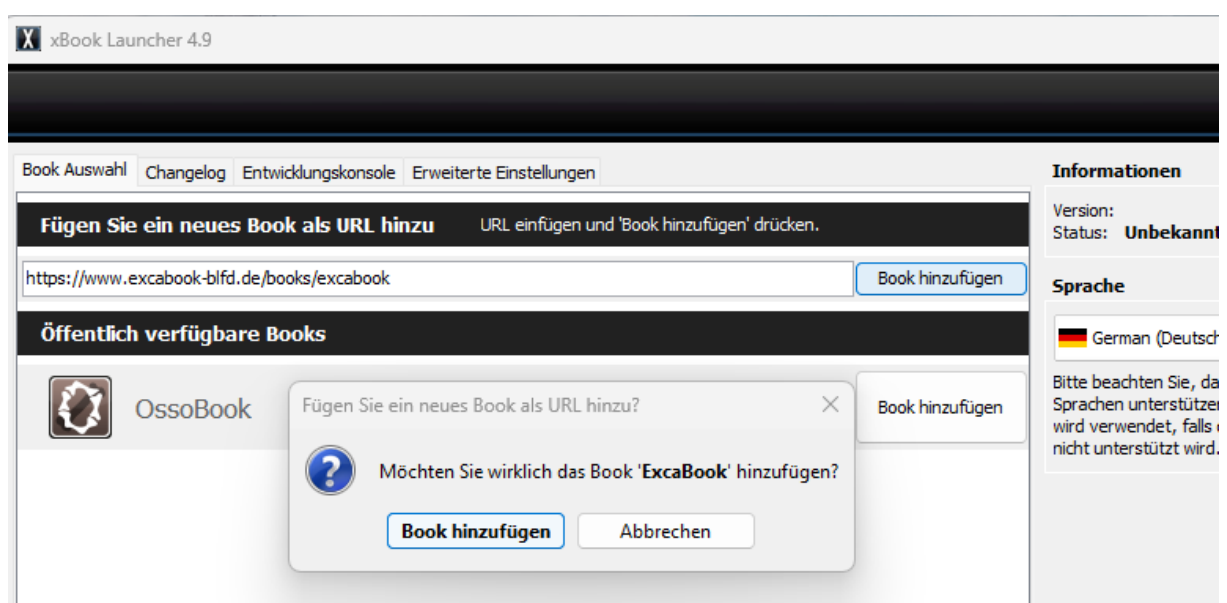 xBook Launcher 4.9
Book Auswahl Changelog Entwicklungskonsole Erweiterte Einstellungen
Fügen Sie ein neues Book als URL hinzu URL einfügen und 'Book hinzufügen' drücken.
https://www.excabook-blfd.de/books/excabook Book hinzufügen
Öffentlich verfügbare Books
OssoBook Book hinzufügen
Fügen Sie ein neues Book als URL hinzu?
Möchten Sie wirklich das Book 'ExcaBook' hinzufügen?
Book hinzufügen Abbrechen
Informationen
Version:
Status: Unbekannt
Sprache
German (Deutsch
Bitte beachten Sie, da
Sprachen unterstützen
wird verwendet, falls
nicht unterstützt wird.